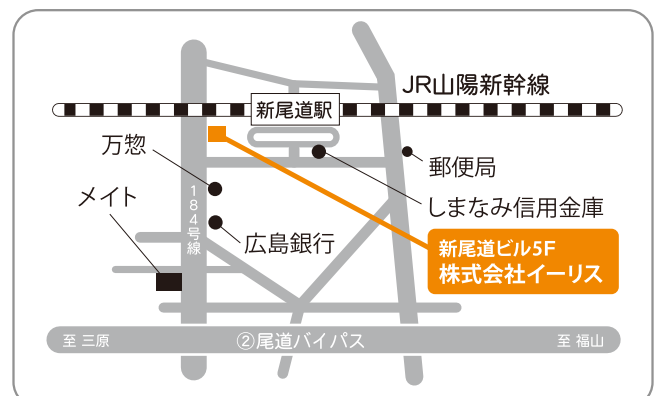 JR山陽新幹線
新尾道駅
万惣
郵便局
メイト
184号線
しまなみ信用金庫
広島銀行
新尾道ビル5F
株式会社イーリス
至 三原
②尾道バイパス
至 福山